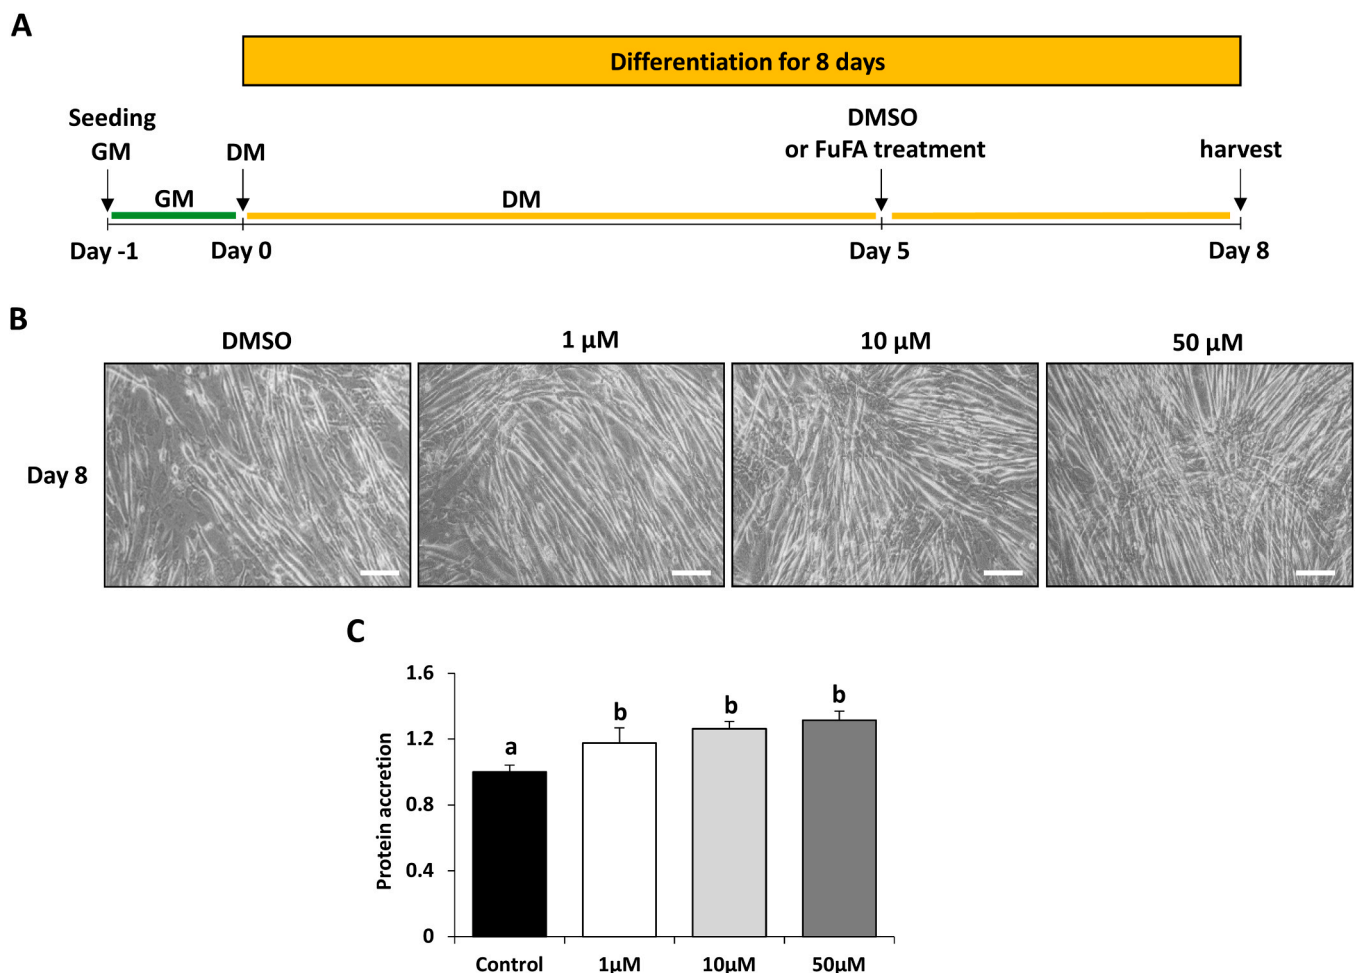 A
Differentiation for 8 days
Seeding
GM
DM
DMSO
or FuFA treatment
harvest
GM
DM
Day -1
Day 0
Day 5
Day 8
B
DMSO
1 µM
10 µM
50 µM
Day 8
C
Protein accretion
1.6
1.2
0.8
0.4
0
a
b
b
b
Control
1µM
10µM
50µM